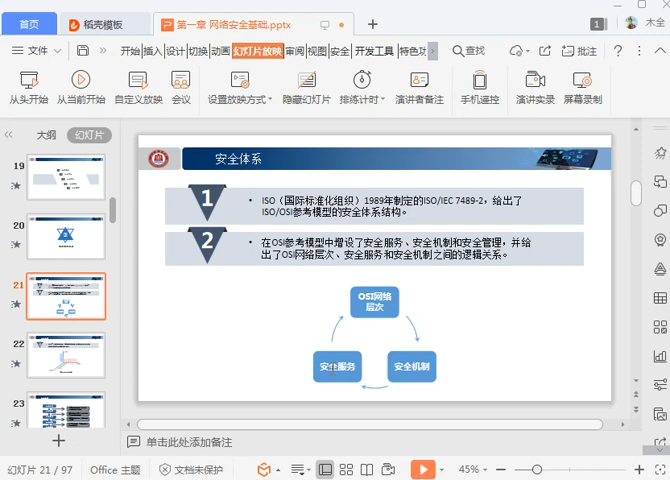 首页
稻壳模板
第一章 网络安全基础.pptx
1
木全
文件
开始 插入 设计 切换 动画 幻灯片放映 审阅 视图 安全 开发工具 特色功
查找
批注
从头开始 从当前开始 自定义放映 会议 设置放映方式 隐藏幻灯片 排练计时 演讲者备注 手机遥控 演讲实录 屏幕录制
大纲 幻灯片
19
20
21
22
23
安全体系
1
• ISO（国际标准化组织）1989年制定的ISO/IEC 7489-2，给出了
ISO/OSI参考模型的安全体系结构。
2
• 在OSI参考模型中增设了安全服务、安全机制和安全管理，并给
出了OSI网络层次、安全服务和安全机制之间的逻辑关系。
OSI网络
层次
安全服务
安全机制
单击此处添加备注
幻灯片 21 / 97 Office 主题 文档未保护 45%